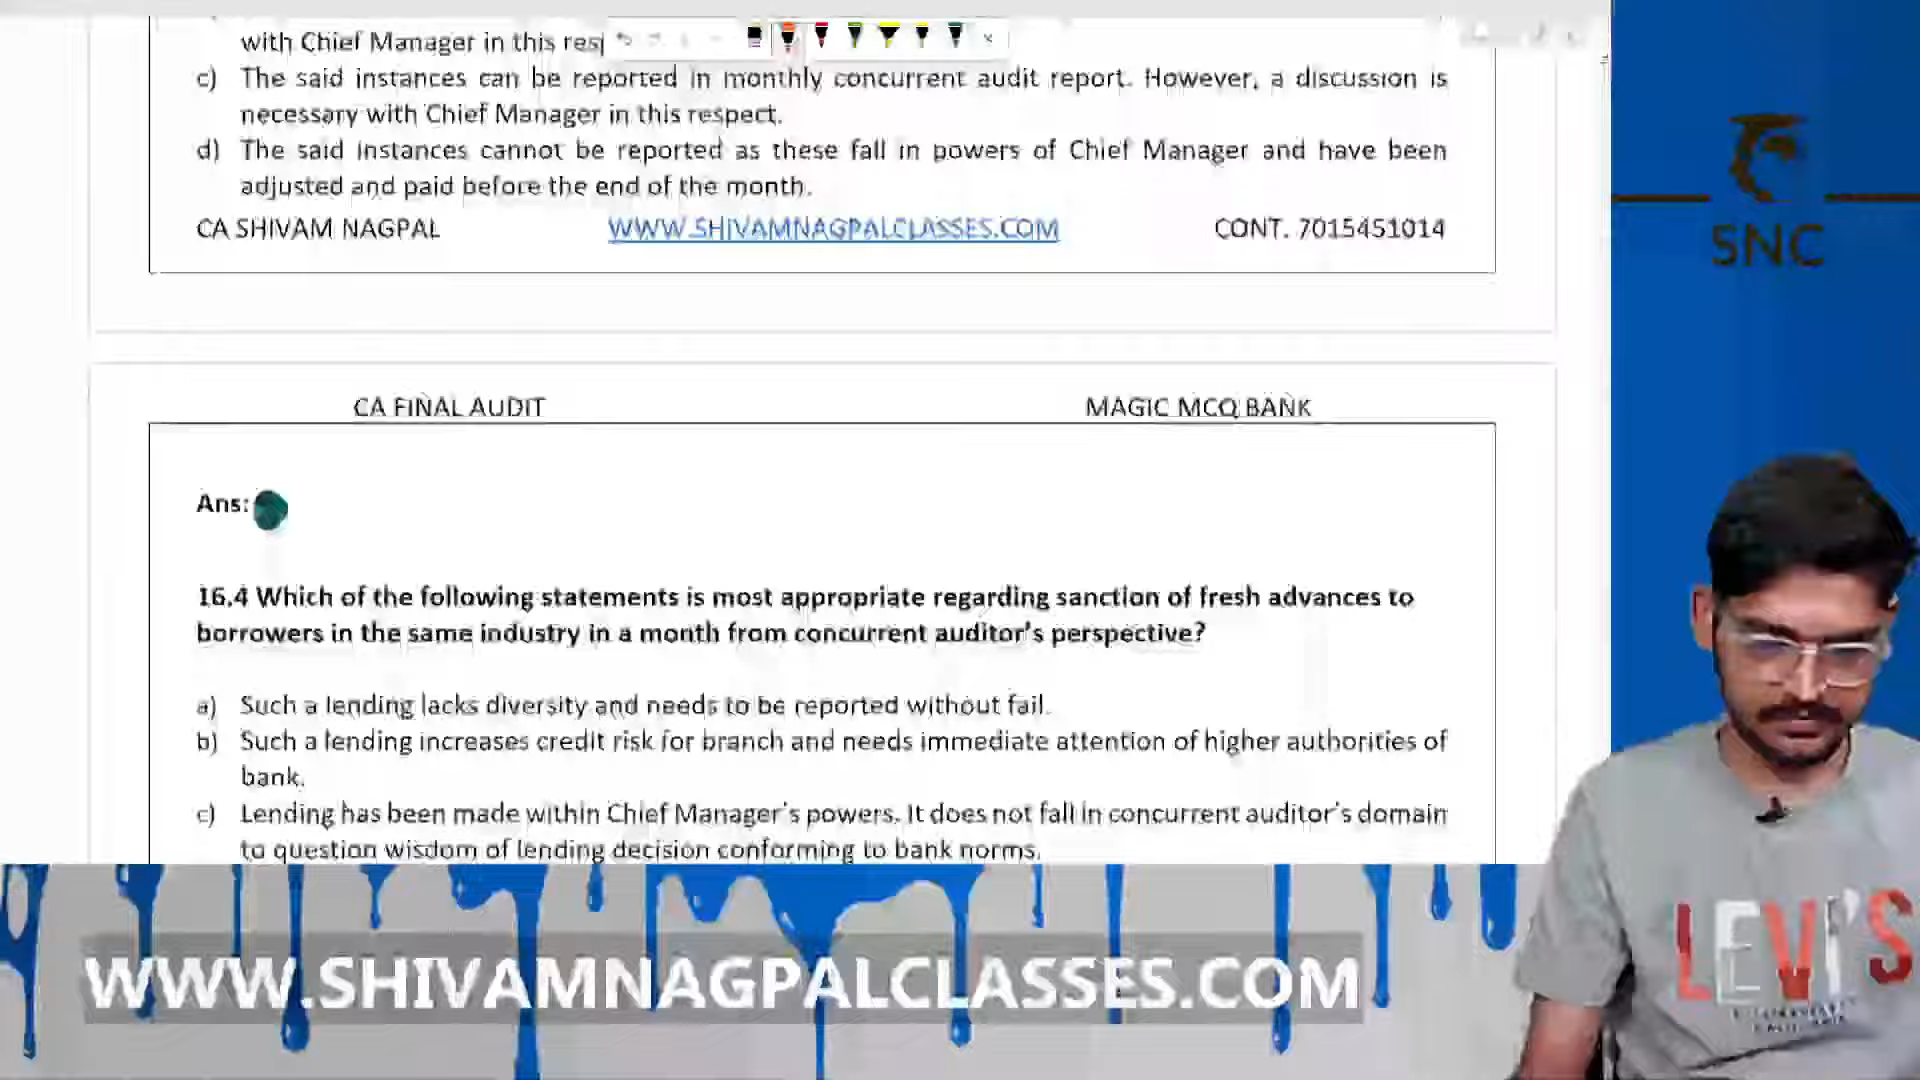 with Chief Manager in this resp
c) The said instances can be reported in monthly concurrent audit report. However, a discussion is
necessary with Chief Manager in this respect.
d) The said instances cannot be reported as these fall in powers of Chief Manager and have been
adjusted and paid before the end of the month.
CA SHIVAM NAGPAL WWW.SHIVAMNAGPALCLASSES.COM CONT. 7015451014
SNC
CA FINAL AUDIT MAGIC MCQ BANK
Ans:
16.4 Which of the following statements is most appropriate regarding sanction of fresh advances to
borrowers in the same industry in a month from concurrent auditor's perspective?
a) Such a lending lacks diversity and needs to be reported without fail.
b) Such a lending increases credit risk for branch and needs immediate attention of higher authorities of
bank.
c) Lending has been made within Chief Manager's powers. It does not fall in concurrent auditor's domain
to question wisdom of lending decision conforming to bank norms.
LEVI'S
WWW.SHIVAMNAGPALCLASSES.COM